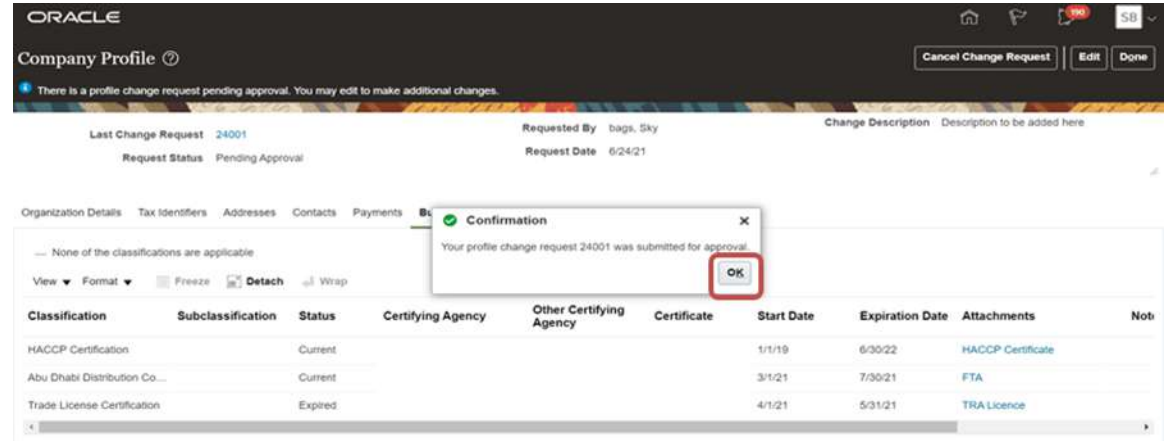 ORACLE
190
SB
Company Profile
Cancel Change Request
Edit
Done
There is a profile change request pending approval. You may edit to make additional changes.
Last Change Request 24001
Requested By bags, Sky
Change Description Description to be added here
Request Status Pending Approval
Request Date 6/24/21
Organization Details Tax Identifiers Addresses Contacts Payments Bu
Confirmation
Your profile change request 24001 was submitted for approval.
OK
None of the classifications are applicable
View Format Freeze Detach Wrap
Classification Subclassification Status Certifying Agency Other Certifying Agency Certificate Start Date Expiration Date Attachments Not
HACCP Certification Current 1/1/19 6/30/22 HACCP Certificate
Abu Dhabi Distribution Co... Current 3/1/21 7/30/21 FTA
Trade License Certification Expired 4/1/21 5/31/21 TRA Licence